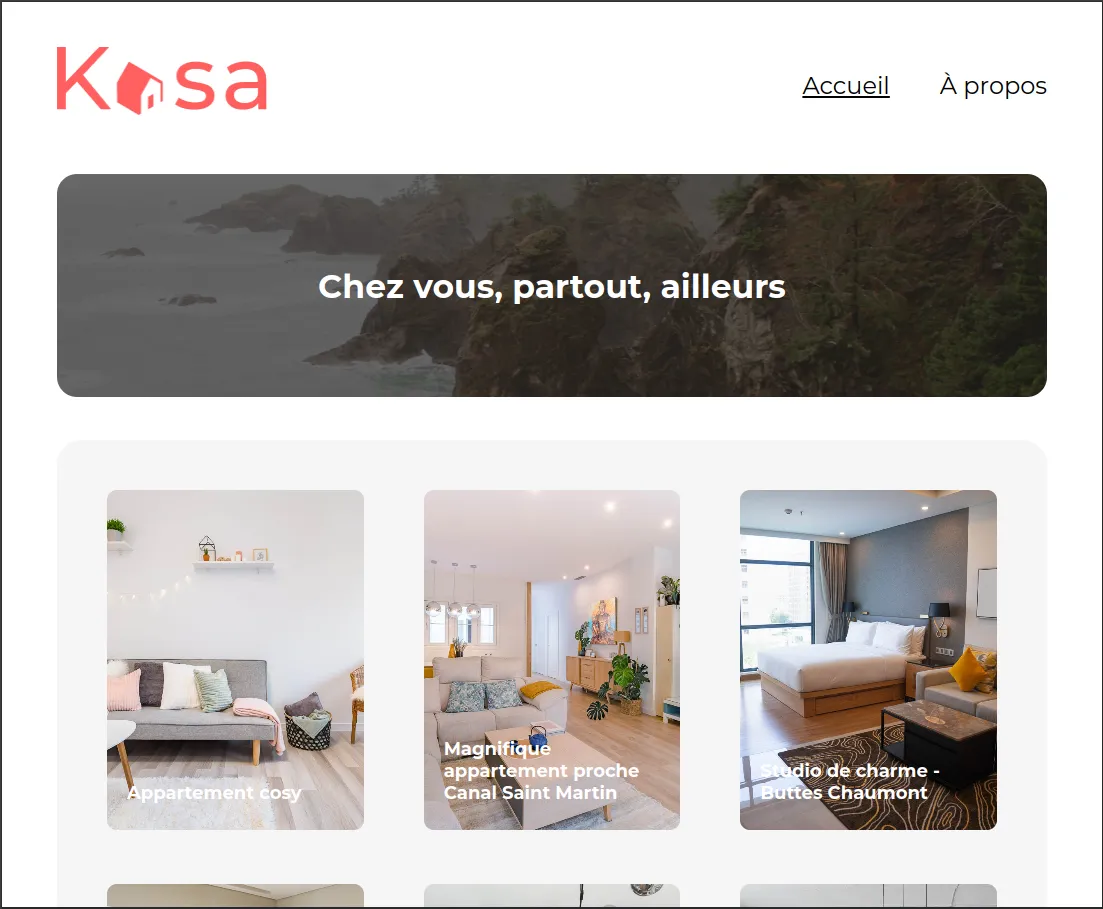 Kasa
Accueil
À propos
Chez vous, partout, ailleurs
Appartement cosy
Magnifique
appartement proche
Canal Saint Martin
Studio de charme -
Buttes Chaumont